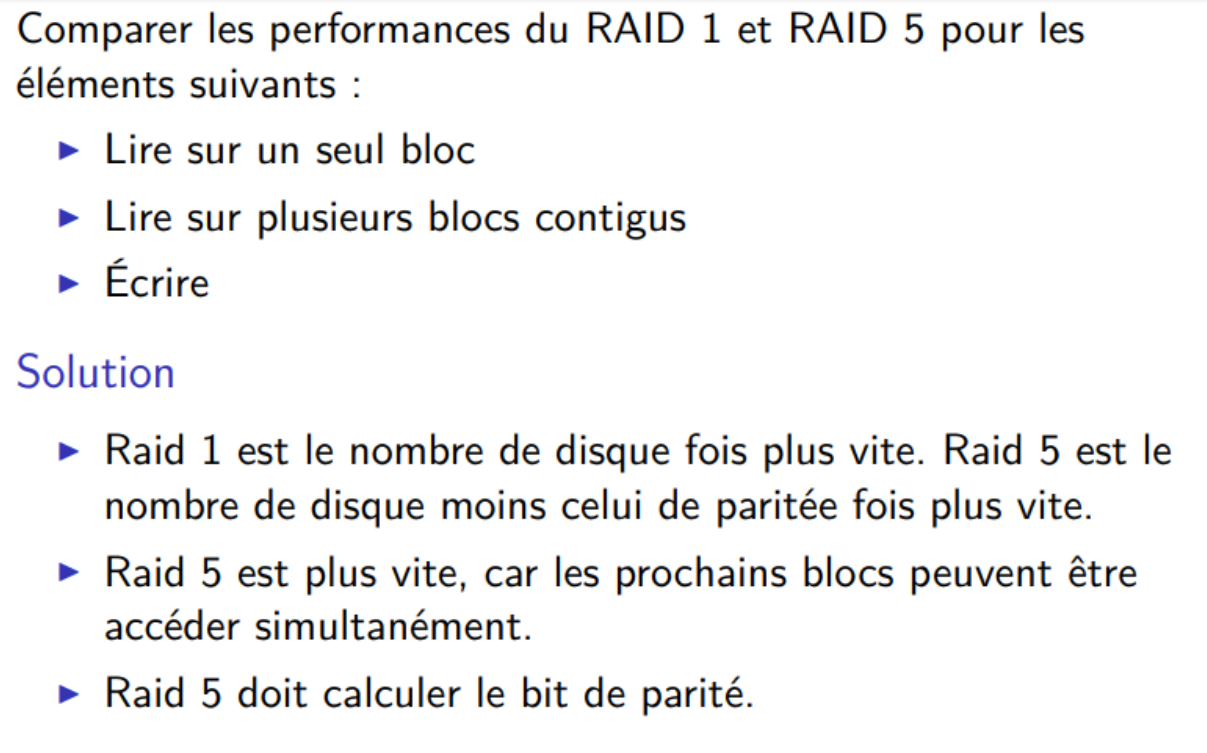 Comparer les performances du RAID 1 et RAID 5 pour les
éléments suivants :
▶ Lire sur un seul bloc
▶ Lire sur plusieurs blocs contigus
▶ Écrire
Solution
▶ Raid 1 est le nombre de disque fois plus vite. Raid 5 est le
nombre de disque moins celui de paritée fois plus vite.
▶ Raid 5 est plus vite, car les prochains blocs peuvent être
accéder simultanément.
▶ Raid 5 doit calculer le bit de parité.